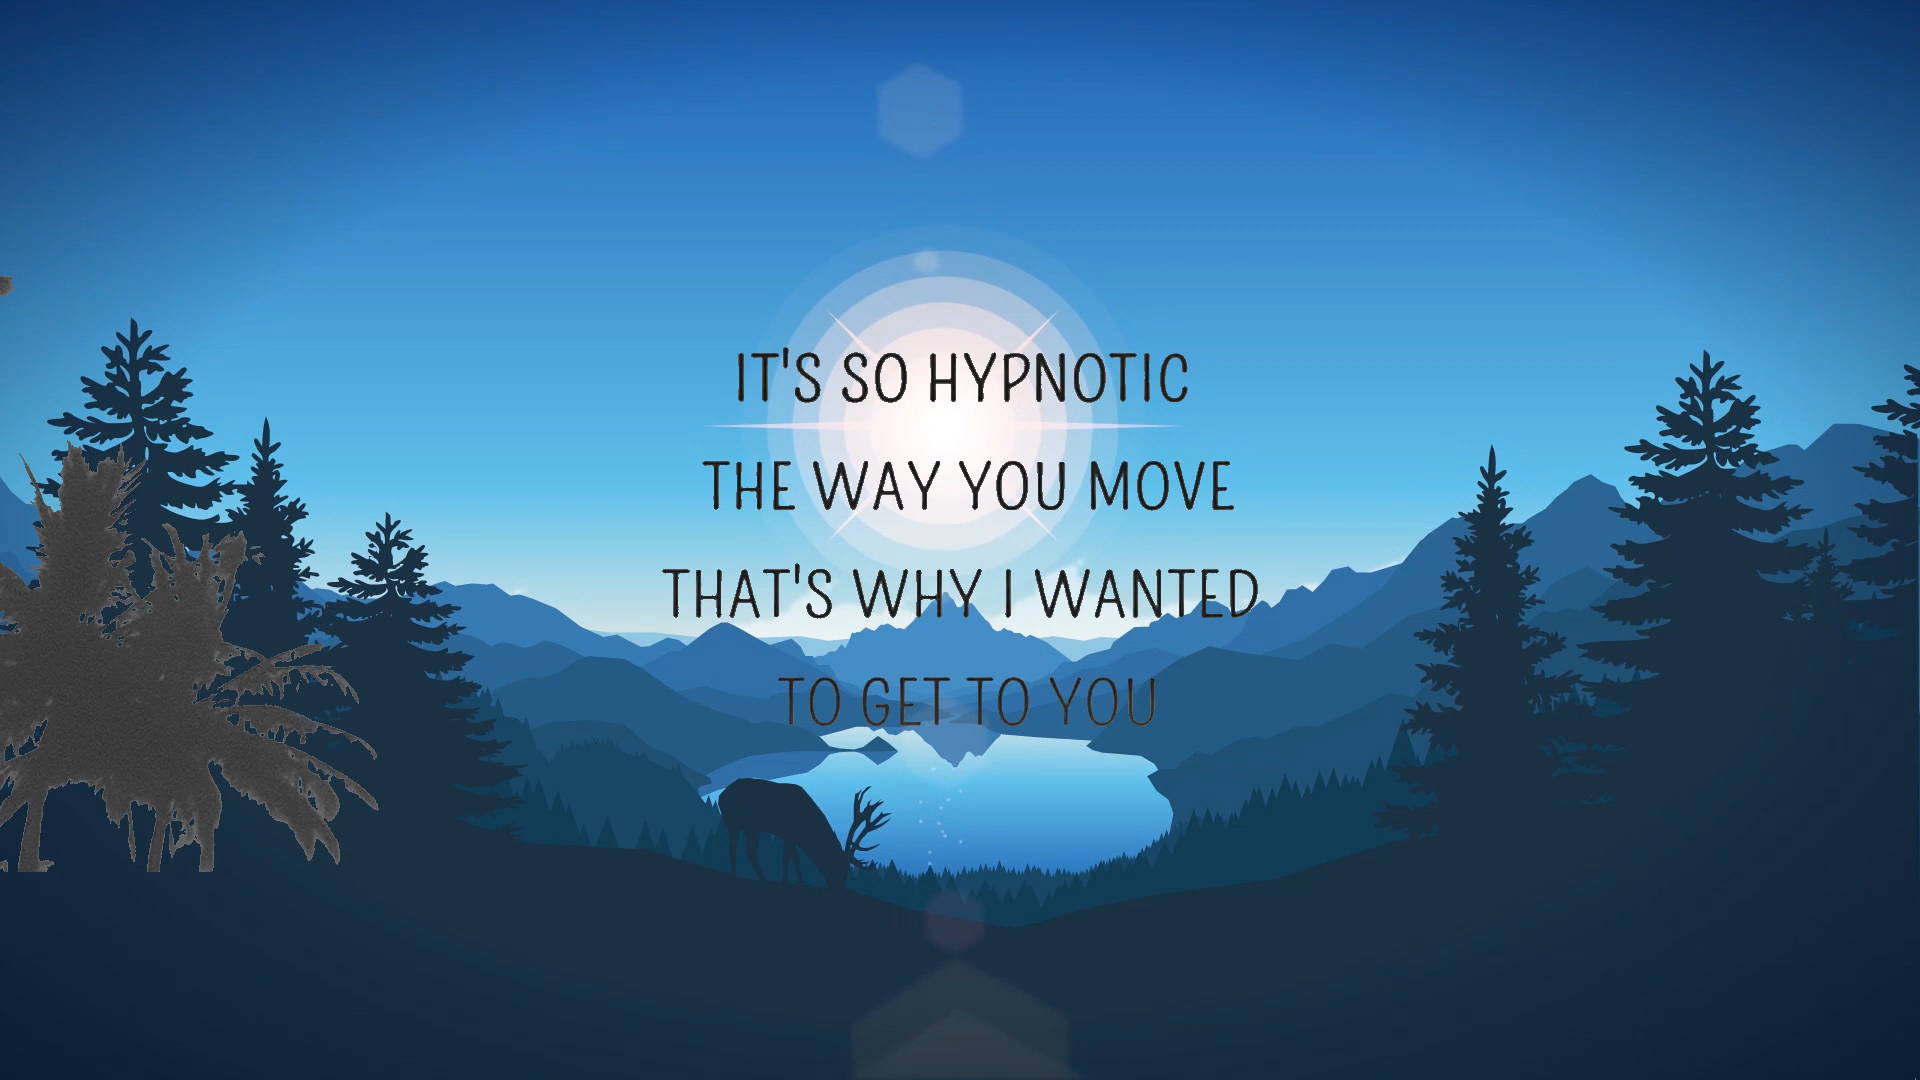 IT'S SO HYPNOTIC
THE WAY YOU MOVE
THAT'S WHY I WANTED
TO GET TO YOU